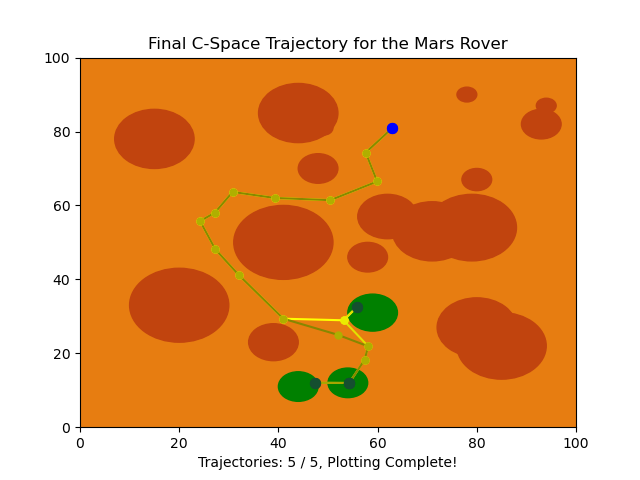 Final C-Space Trajectory for the Mars Rover
100
80
60
40
20
0
0 20 40 60 80 100
Trajectories: 5 / 5, Plotting Complete!